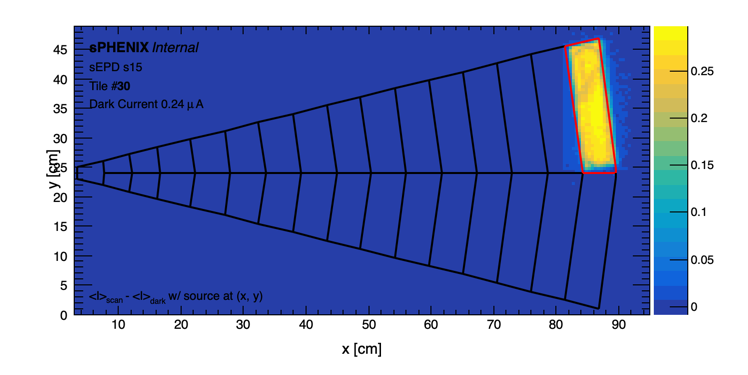 sPHENIX Internal
sEPD s15
Tile #30
Dark Current 0.24 μA
<I>scan - <I>dark w/ source at (x, y)
y [cm]
45
40
35
30
25
20
15
10
5
0
10 20 30 40 50 60 70 80 90
x [cm]
0.25
0.2
0.15
0.1
0.05
0